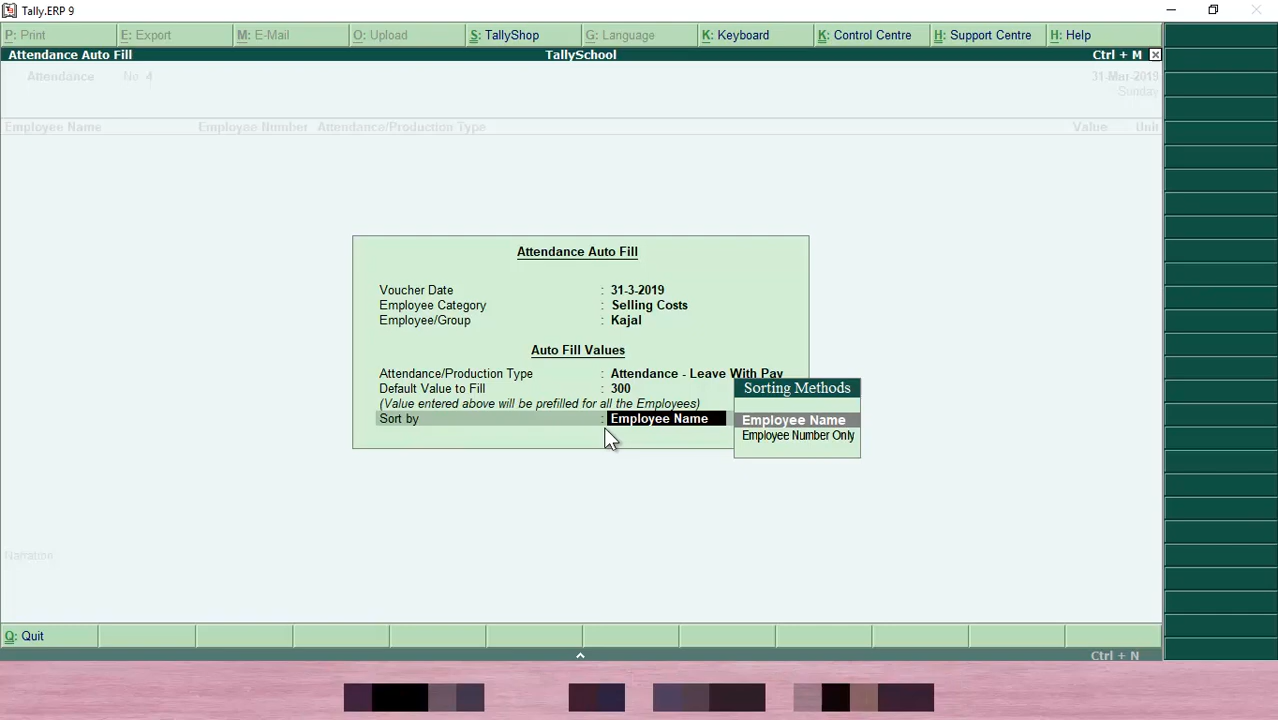 Tally.ERP 9
P: Print E: Export M: E-Mail O: Upload S: TallyShop G: Language K: Keyboard K: Control Centre H: Support Centre H: Help
Attendance Auto Fill TallySchool Ctrl + M
Attendance No. 4 31-Mar-2019
Sunday
Employee Name Employee Number Attendance/Production Type Value Unit
Attendance Auto Fill
Voucher Date : 31-3-2019
Employee Category : Selling Costs
Employee/Group : Kajal
Auto Fill Values
Attendance/Production Type : Attendance - Leave With Pay
Default Value to Fill : 300
(Value entered above will be prefilled for all the Employees)
Sort by : Employee Name
Sorting Methods
Employee Name
Employee Number Only
Narration
Q: Quit
Ctrl + N